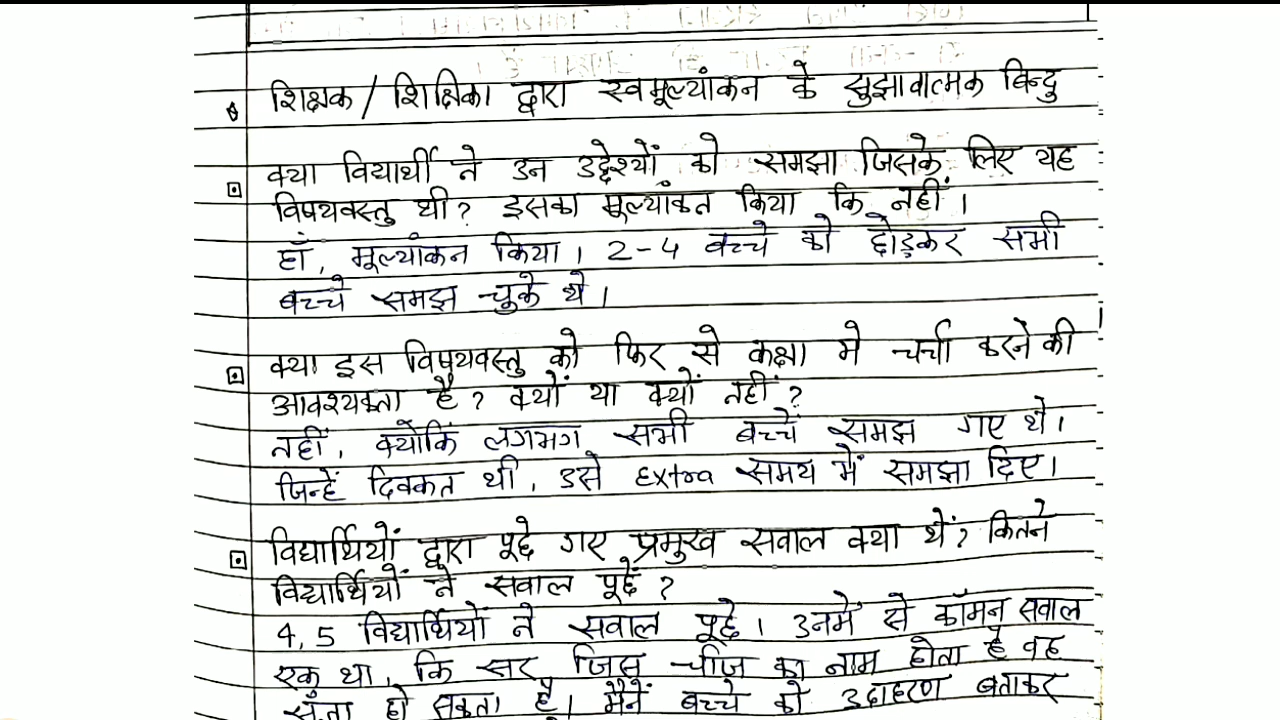 शिक्षक / शिक्षिका द्वारा स्वमूल्यांकन के सुझावात्मक बिन्दु
क्या विद्यार्थी ने उन उद्देश्यों को समझा जिसके लिए यह
विषयवस्तु थी? इसका मूल्यांकन किया कि नहीं।
हाँ, मूल्यांकन किया। 2-4 बच्चे को छोड़कर सभी
बच्चे समझ चुके थे।
क्या इस विषयवस्तु को फिर से कक्षा मे चर्चा करने की
आवश्यकता है? क्यों या क्यों नहीं?
नहीं, क्योंकि लगभग सभी बच्चें समझ गए थे।
जिन्हें दिक्कत थी, उसे Extra समय में समझा दिए।
विद्यार्थियों द्वारा पूछे गए प्रमुख सवाल क्या थें? कितने
विद्यार्थियों ने सवाल पूछें?
4, 5 विद्यार्थियों ने सवाल पूछे। उनमें से कॉमन सवाल
एक था, कि सर जिस चीज का नाम होता है वह
संज्ञा हो सकता है। मैनें बच्चे को उदाहरण बताकर